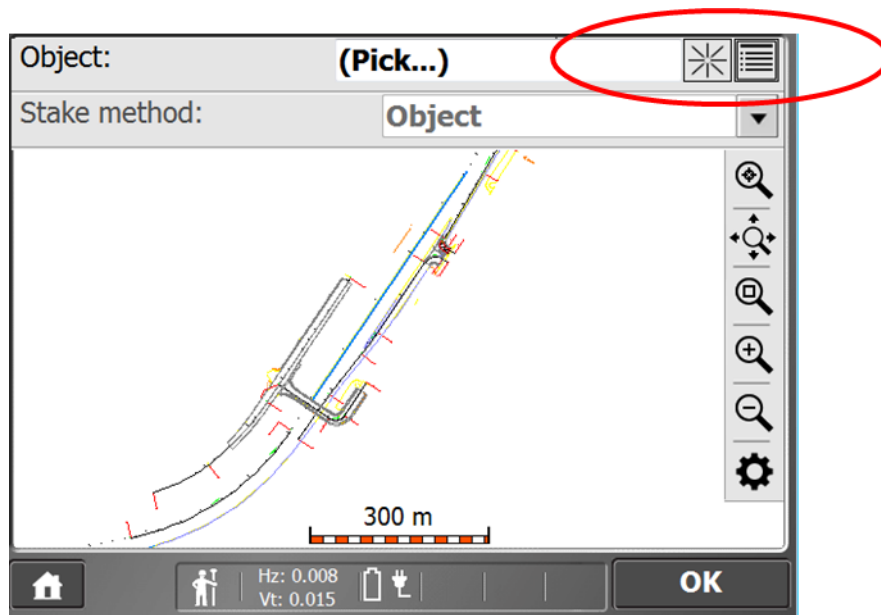 Object:
(Pick...)
Stake method:
Object
300 m
Hz: 0.008
Vt: 0.015
OK